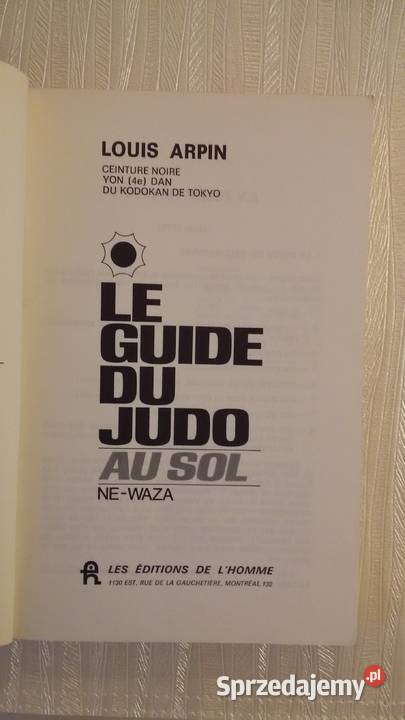 LOUIS ARPIN
CEINTURE NOIRE
YON (4e) DAN
DU KODOKAN DE TOKYO
LE
GUIDE
DU
JUDO
AU SOL
NE-WAZA
LES ÉDITIONS DE L'HOMME
1130 EST, RUE DE LA GAUCHETIÈRE, MONTRÉAL 132
Sprzedajemy.pl